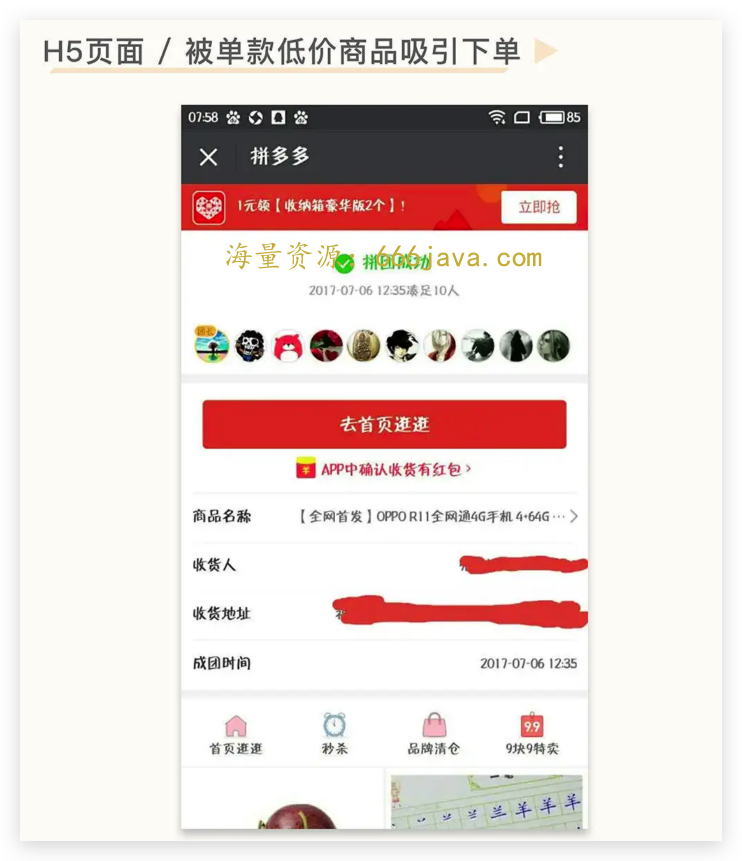 H5页面 / 被单款低价商品吸引下单
07:58 85
拼多多
1元领【收纳箱豪华版2个】! 立即抢
海量资源：666java.com
拼团成功
2017-07-06 12:35凑足10人
团长
去首页逛逛
APP中确认收货有红包 >
商品名称 【全网首发】OPPO R11全网通4G手机 4+64G ··· >
收货人
收货地址
成团时间 2017-07-06 12:35
9.9
首页逛逛 秒杀 品牌清仓 9块9特卖
兰 羊 羊 羊